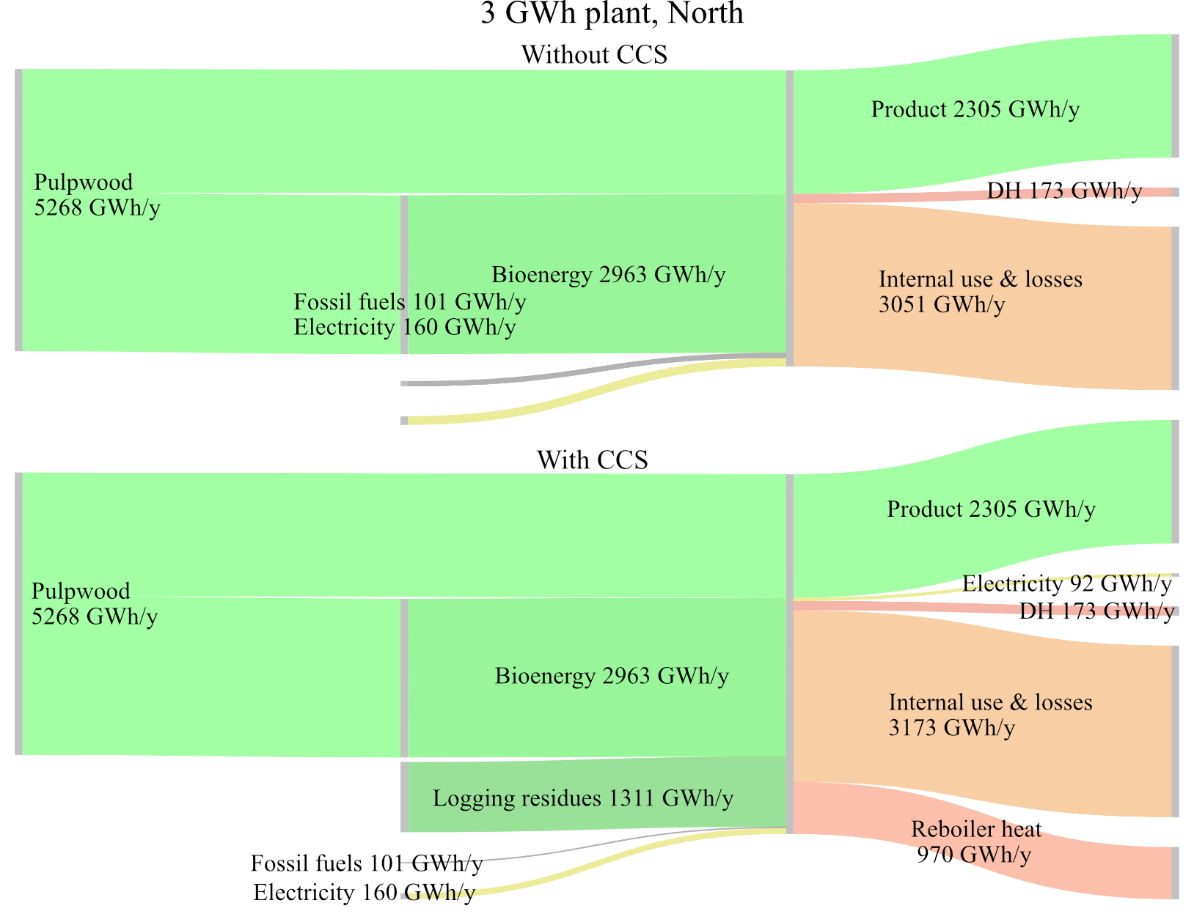 3 GWh plant, North
Without CCS
Product 2305 GWh/y
Pulpwood
5268 GWh/y
DH 173 GWh/y
Bioenergy 2963 GWh/y
Internal use & losses
3051 GWh/y
Fossil fuels 101 GWh/y
Electricity 160 GWh/y
With CCS
Product 2305 GWh/y
Electricity 92 GWh/y
Pulpwood
5268 GWh/y
DH 173 GWh/y
Bioenergy 2963 GWh/y
Internal use & losses
3173 GWh/y
Logging residues 1311 GWh/y
Reboiler heat
970 GWh/y
Fossil fuels 101 GWh/y
Electricity 160 GWh/y